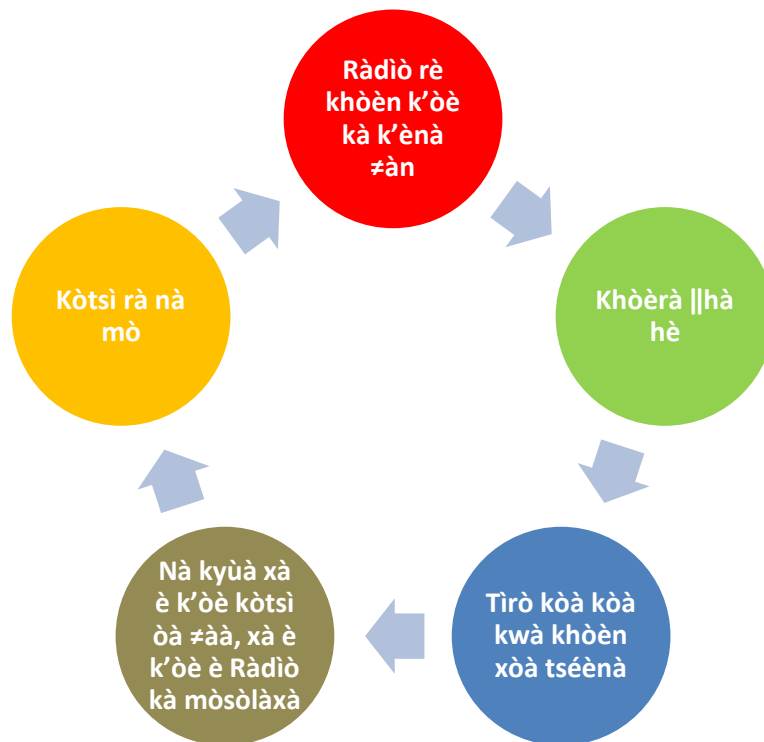 Ràdìò rè
khòèn k’òè
kà k’ènà
≠àn
Khòèrà ǁhà
hè
Tìrò kòà kòà
kwà khòèn
xòà tséènà
Nà kyùà xà
è k’òè kòtsì
òà ≠àà, xà è
k’òè è Ràdìò
kà mòsòlàxà
Kòtsì rà nà
mò